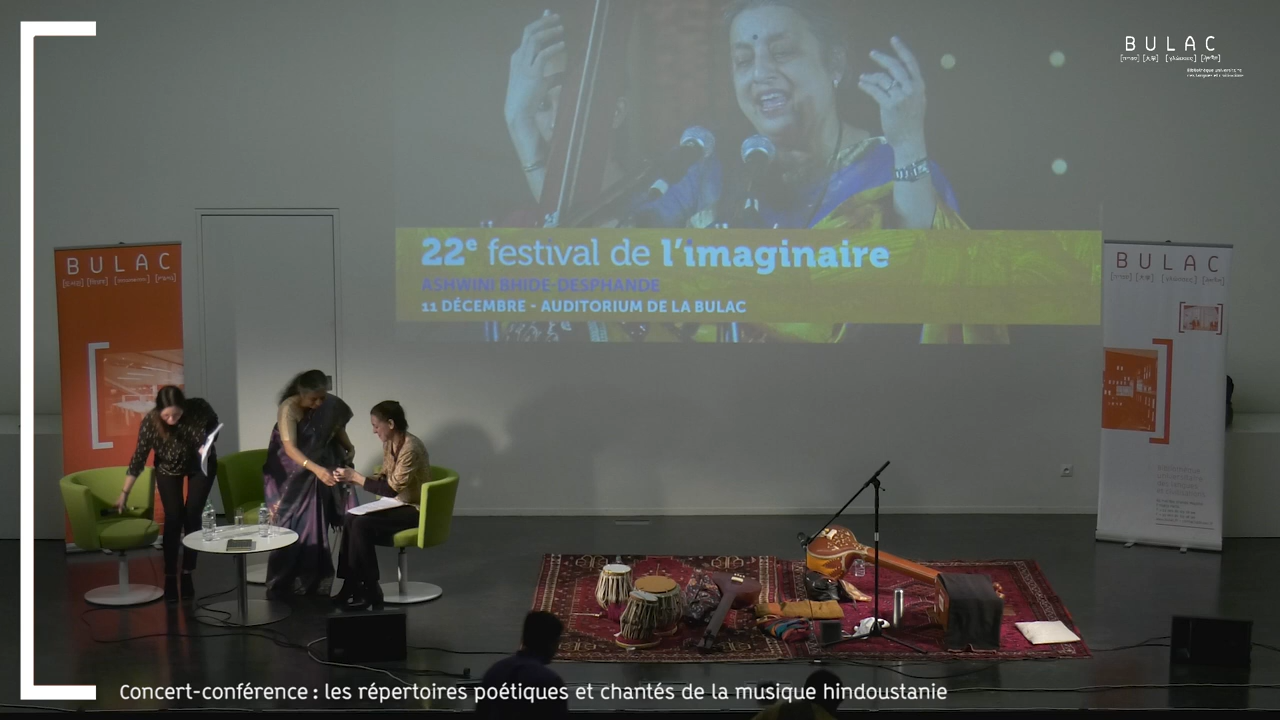 BULAC
22e festival de l'imaginaire
ASHWINI BHIDE-DESPHANDE
11 DÉCEMBRE - AUDITORIUM DE LA BULAC
BULAC
BULAC
Concert-conférence : les répertoires poétiques et chantés de la musique hindoustanie